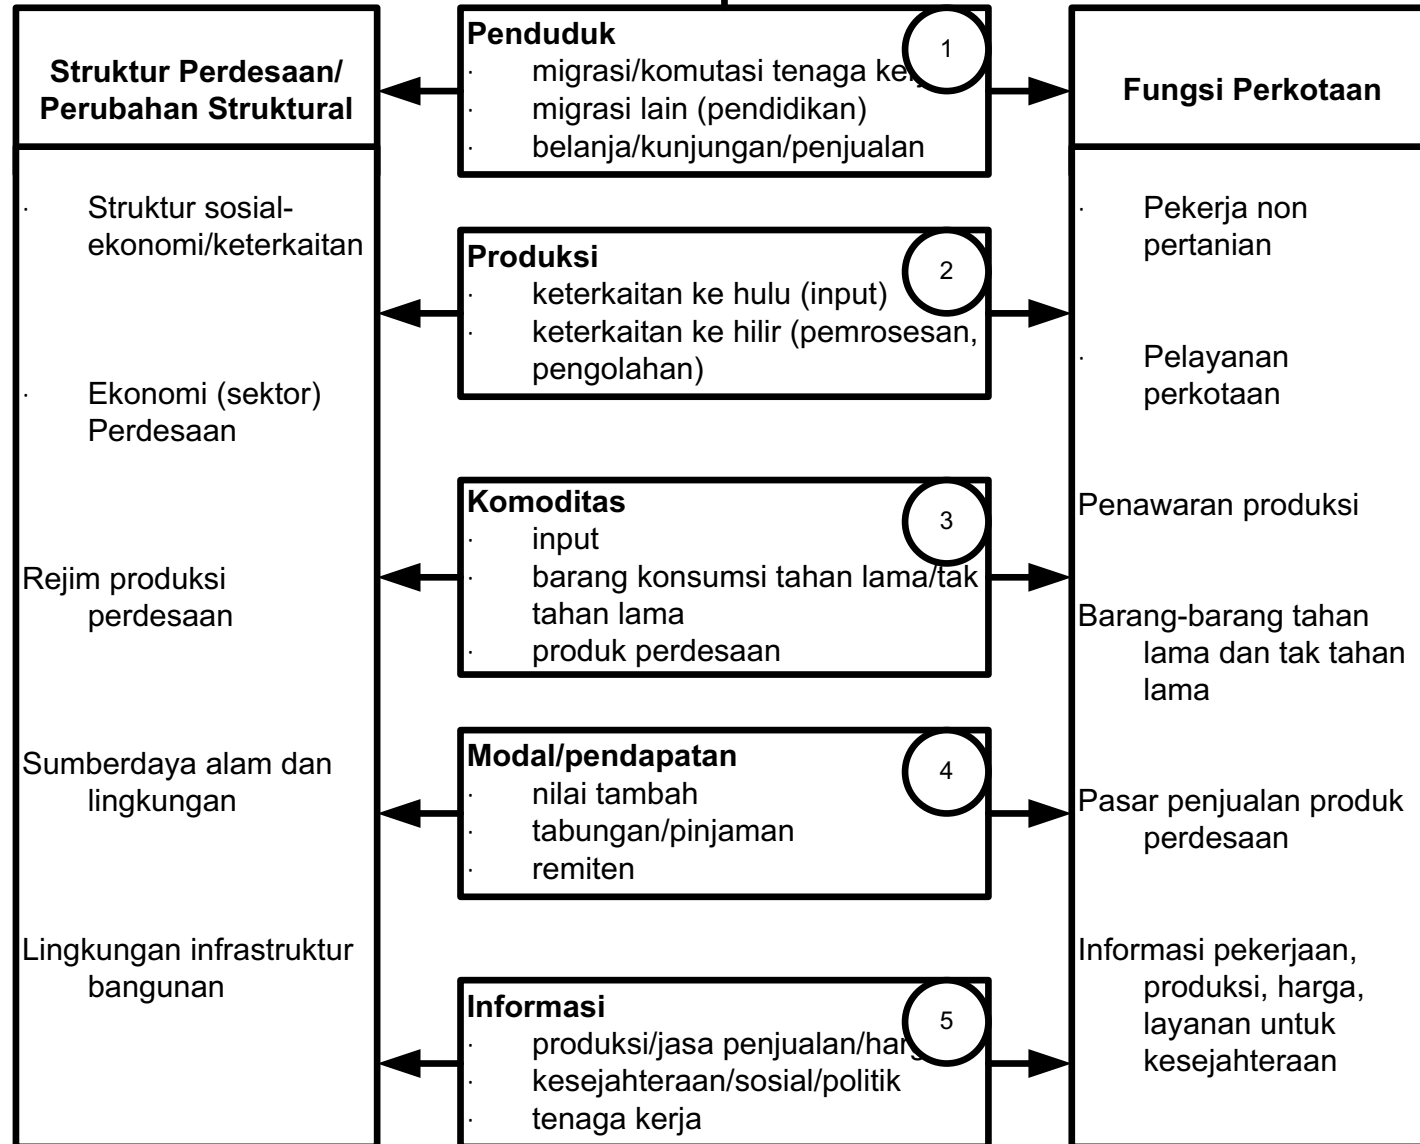 Struktur Perdesaan/
Perubahan Struktural
· Struktur sosial-
ekonomi/keterkaitan
· Ekonomi (sektor)
Perdesaan
Rejim produksi
perdesaan
Sumberdaya alam dan
lingkungan
Lingkungan infrastruktur
bangunan
Penduduk
1
· migrasi/komutasi tenaga
· migrasi lain (pendidikan)
· belanja/kunjungan/penjualan
Produksi
2
· keterkaitan ke hulu (input)
· keterkaitan ke hilir (pemrosesan,
pengolahan)
Komoditas
3
· input
· barang konsumsi tahan lama/tak
tahan lama
· produk perdesaan
Modal/pendapatan
4
· nilai tambah
· tabungan/pinjaman
· remiten
Informasi
5
· produksi/jasa penjualan/
· kesejahteraan/sosial/politik
· tenaga kerja
Fungsi Perkotaan
· Pekerja non
pertanian
· Pelayanan
perkotaan
Penawaran produksi
Barang-barang tahan
lama dan tak tahan
lama
Pasar penjualan produk
perdesaan
Informasi pekerjaan,
produksi, harga,
layanan untuk
kesejahteraan